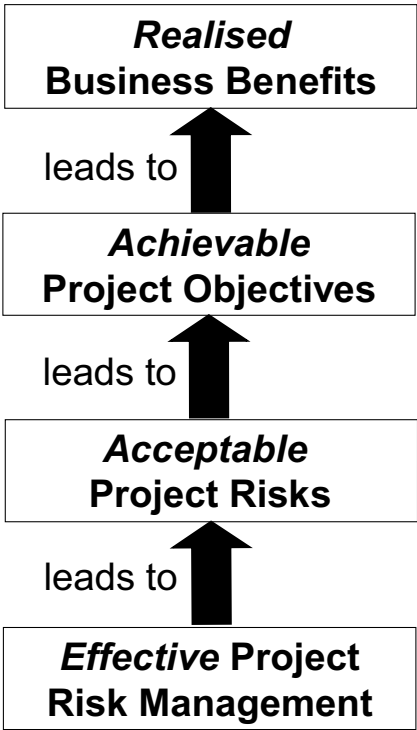 Realised
Business Benefits
leads to
Achievable
Project Objectives
leads to
Acceptable
Project Risks
leads to
Effective Project
Risk Management